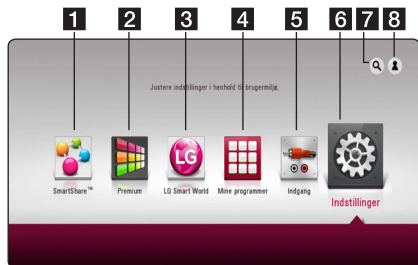 1 2 3 4 5 6 7 8
Justere indstillinger i henhold til brugermiljø.
LG
SmartShare™ Premium LG Smart World Mine programmer Indgang
Indstillinger